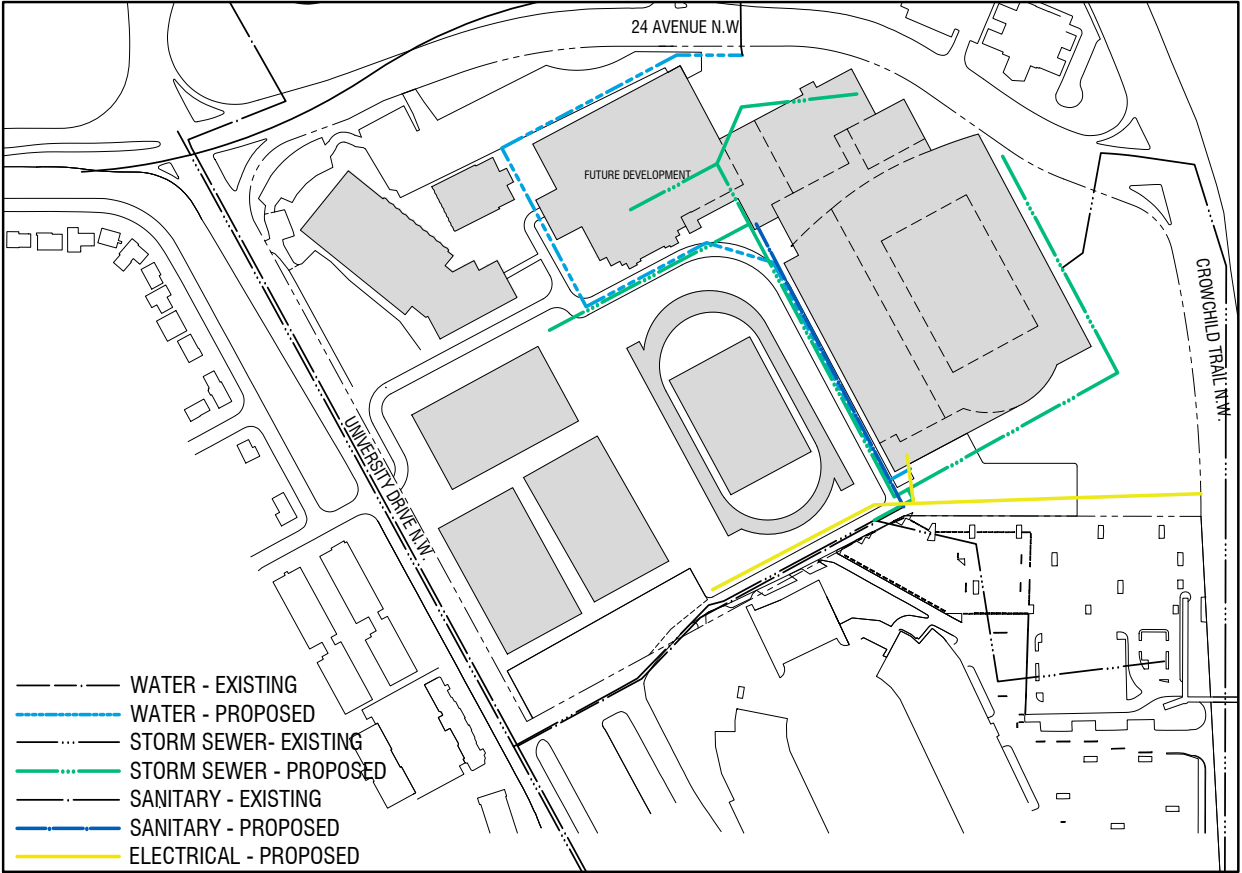 24 AVENUE N.W
FUTURE DEVELOPMENT
CROWCHILD TRAIL N.W.
UNIVERSITY DRIVE N.W
WATER - EXISTING
WATER - PROPOSED
STORM SEWER- EXISTING
STORM SEWER - PROPOSED
SANITARY - EXISTING
SANITARY - PROPOSED
ELECTRICAL - PROPOSED